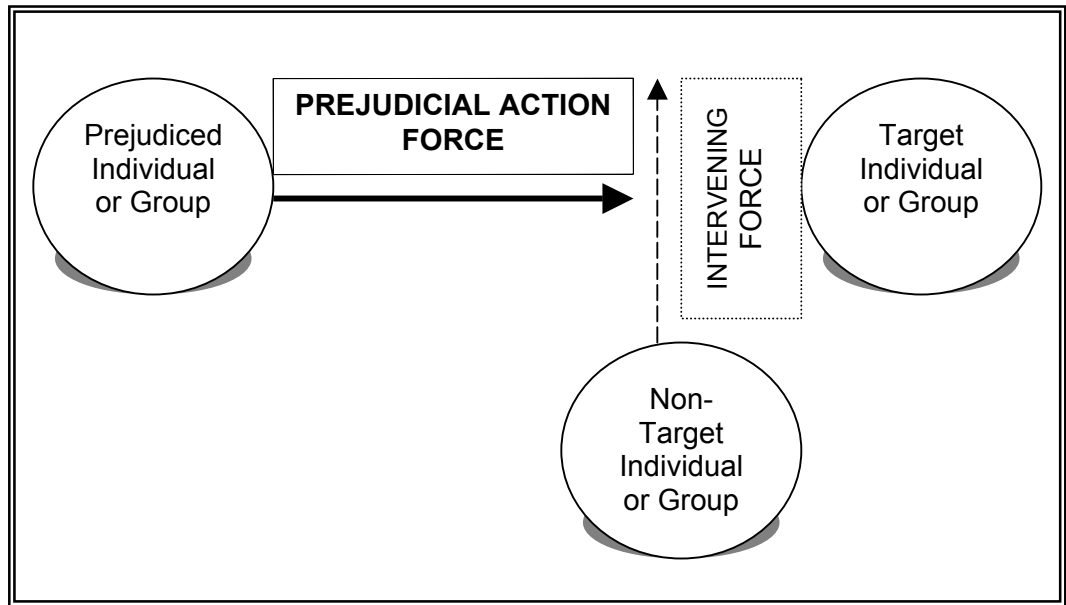 Prejudiced
Individual
or Group
PREJUDICIAL ACTION
FORCE
INTERVENING
FORCE
Target
Individual
or Group
Non-
Target
Individual
or Group